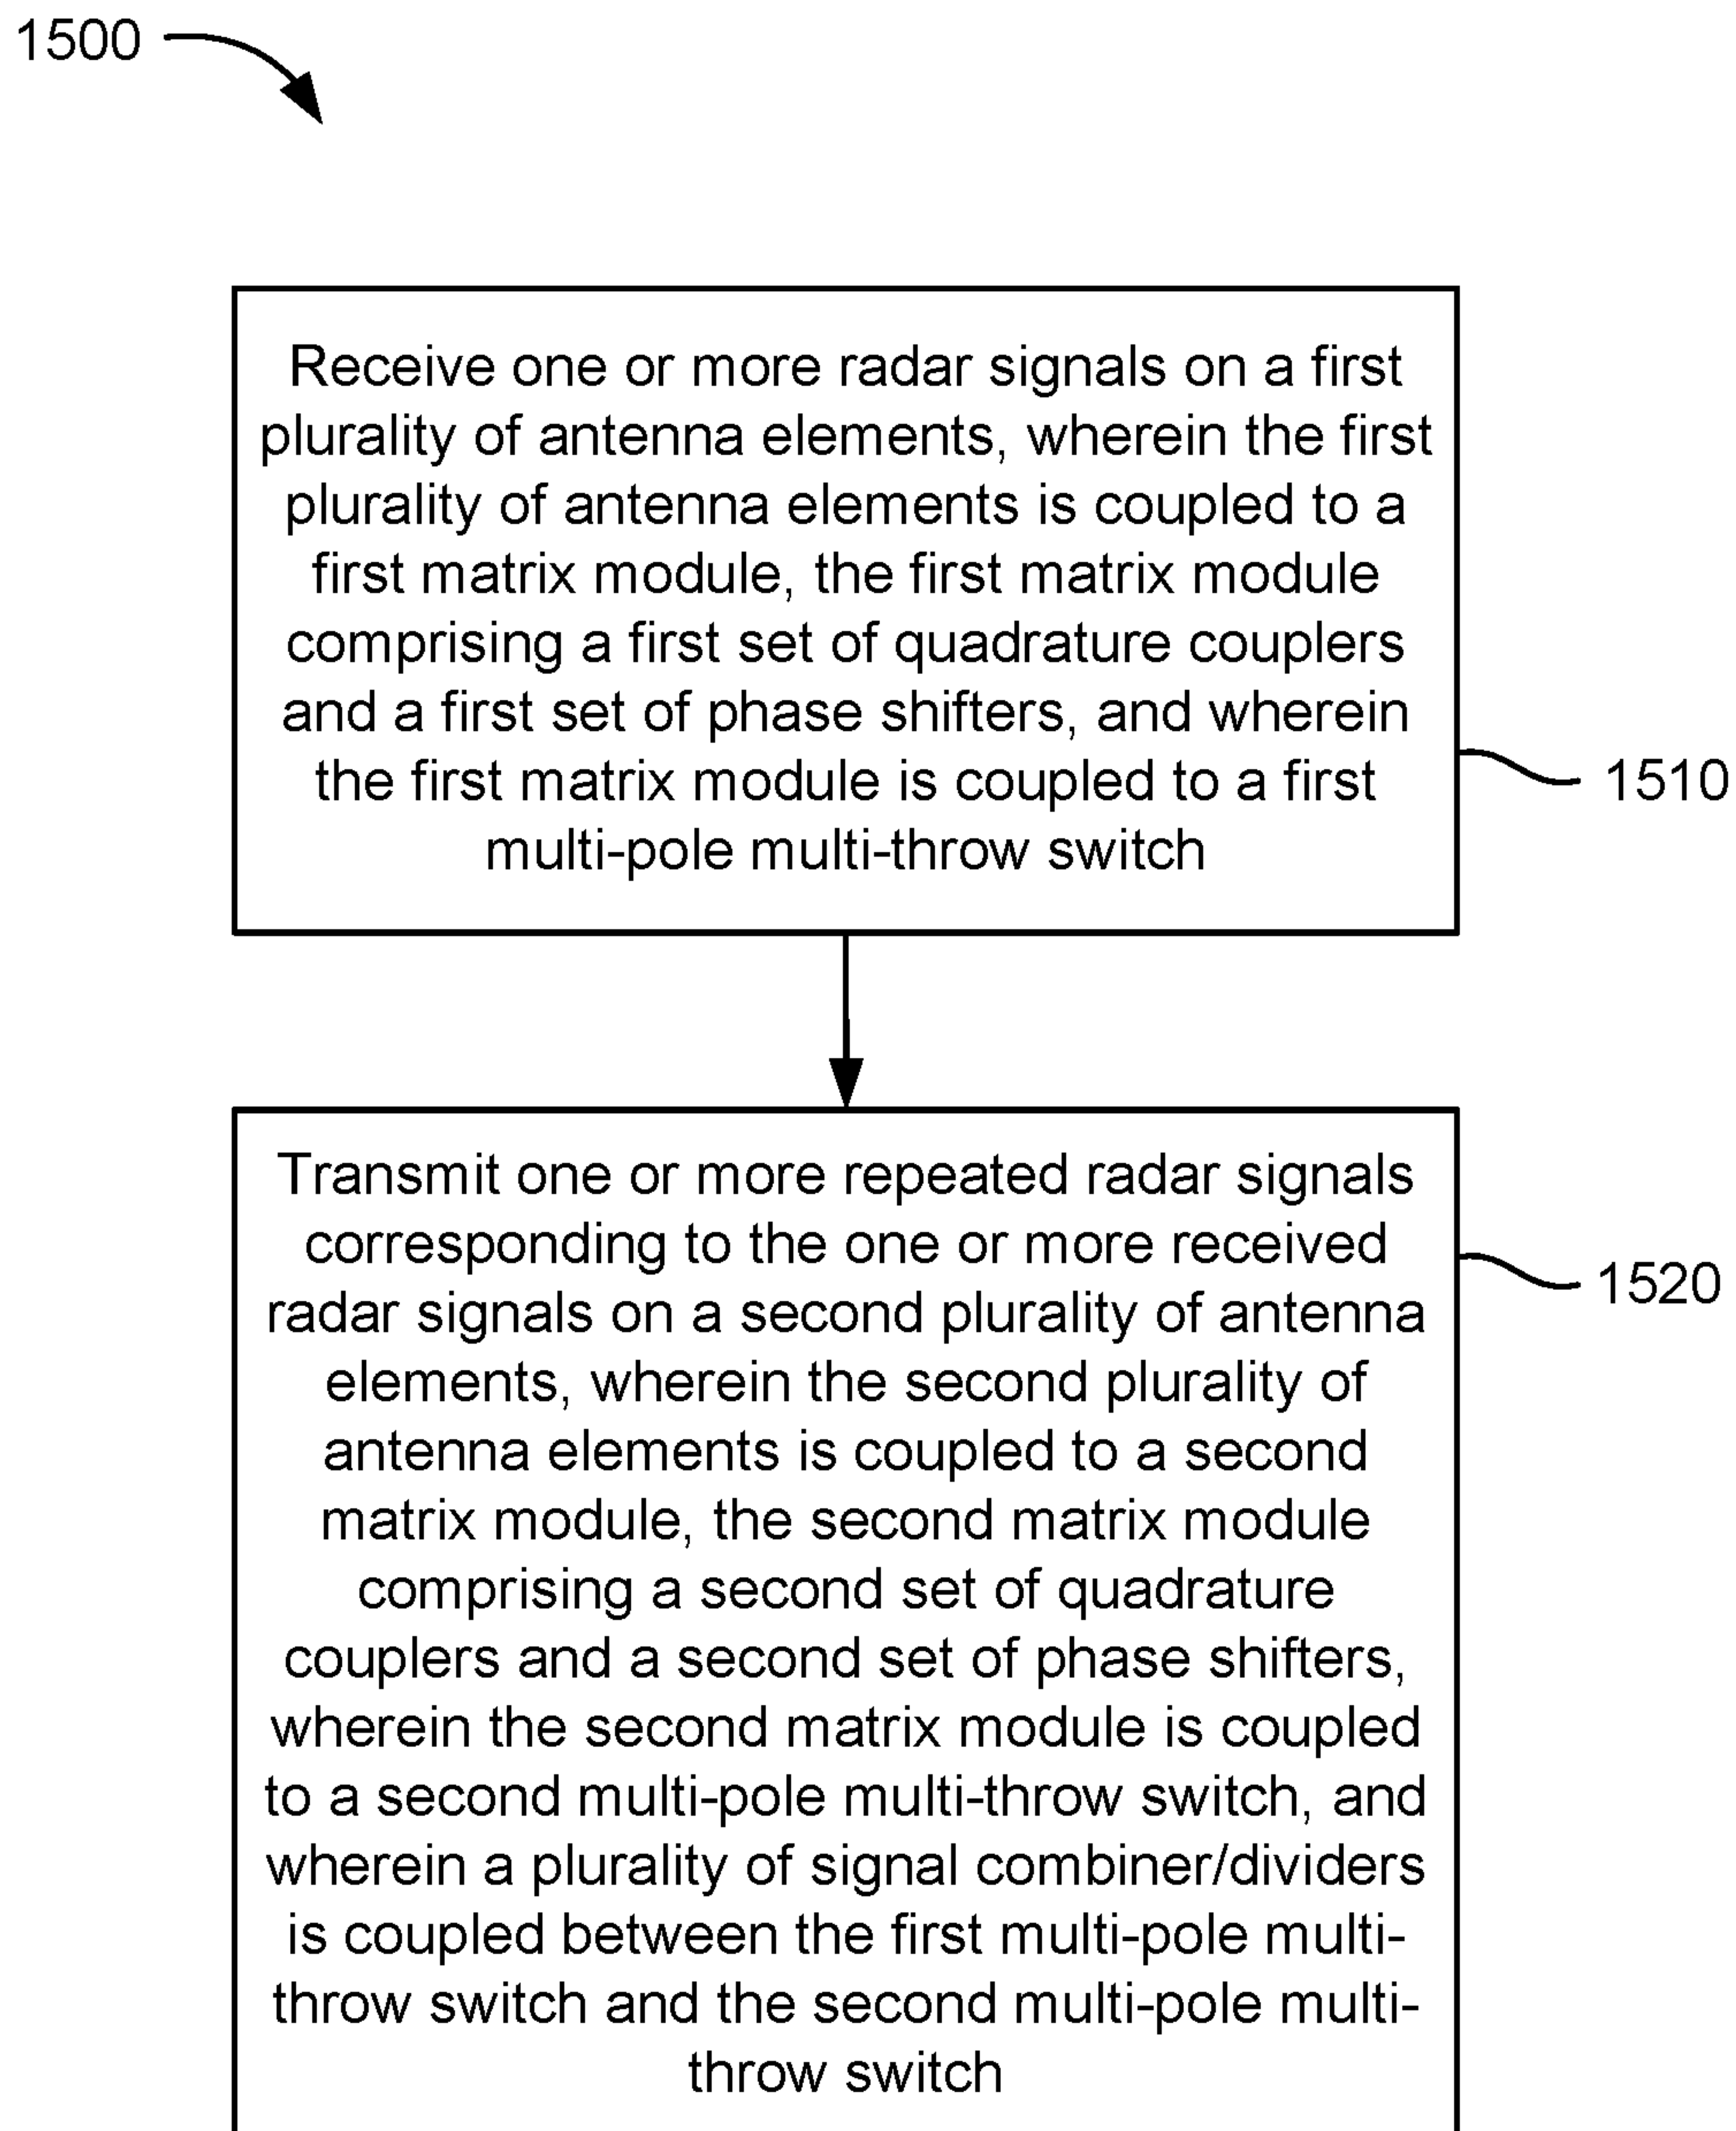 1500
Receive one or more radar signals on a first
plurality of antenna elements, wherein the first
plurality of antenna elements is coupled to a
first matrix module, the first matrix module
comprising a first set of quadrature couplers
and a first set of phase shifters, and wherein
the first matrix module is coupled to a first
multi-pole multi-throw switch
1510
Transmit one or more repeated radar signals
corresponding to the one or more received
radar signals on a second plurality of antenna
elements, wherein the second plurality of
antenna elements is coupled to a second
matrix module, the second matrix module
comprising a second set of quadrature
couplers and a second set of phase shifters,
wherein the second matrix module is coupled
to a second multi-pole multi-throw switch, and
wherein a plurality of signal combiner/dividers
is coupled between the first multi-pole multi-
throw switch and the second multi-pole multi-
throw switch
1520